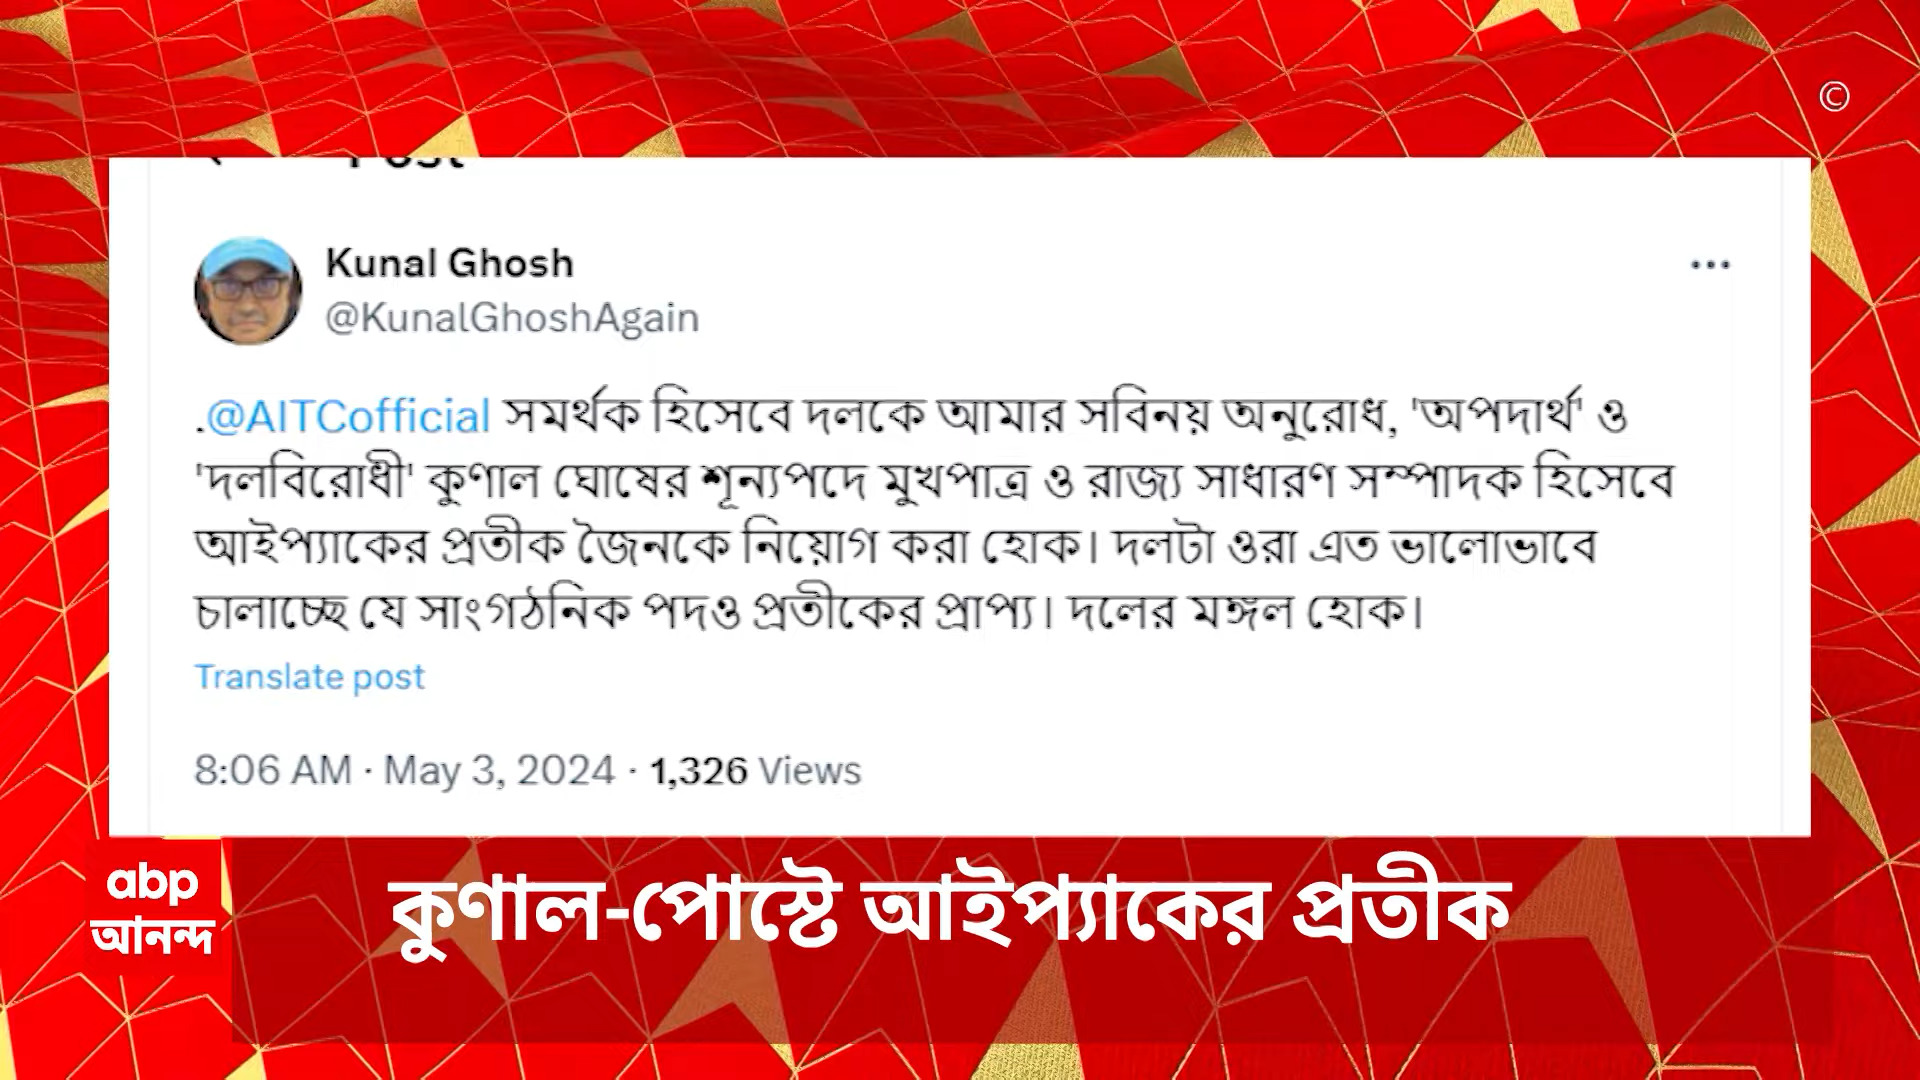 ©
Post
Kunal Ghosh
@KunalGhoshAgain
.@AITCofficial সমর্থক হিসেবে দলকে আমার সবিনয় অনুরোধ, 'অপদার্থ' ও
'দলবিরোধী' কুণাল ঘোষের শূন্যপদে মুখপাত্র ও রাজ্য সাধারণ সম্পাদক হিসেবে
আইপ্যাকের প্রতীক জৈনকে নিয়োগ করা হোক। দলটা ওরা এত ভালোভাবে
চালাচ্ছে যে সাংগঠনিক পদও প্রতীকের প্রাপ্য। দলের মঙ্গল হোক।
Translate post
8:06 AM · May 3, 2024 · 1,326 Views
abp
আনন্দ
কুণাল-পোস্টে আইপ্যাকের প্রতীক